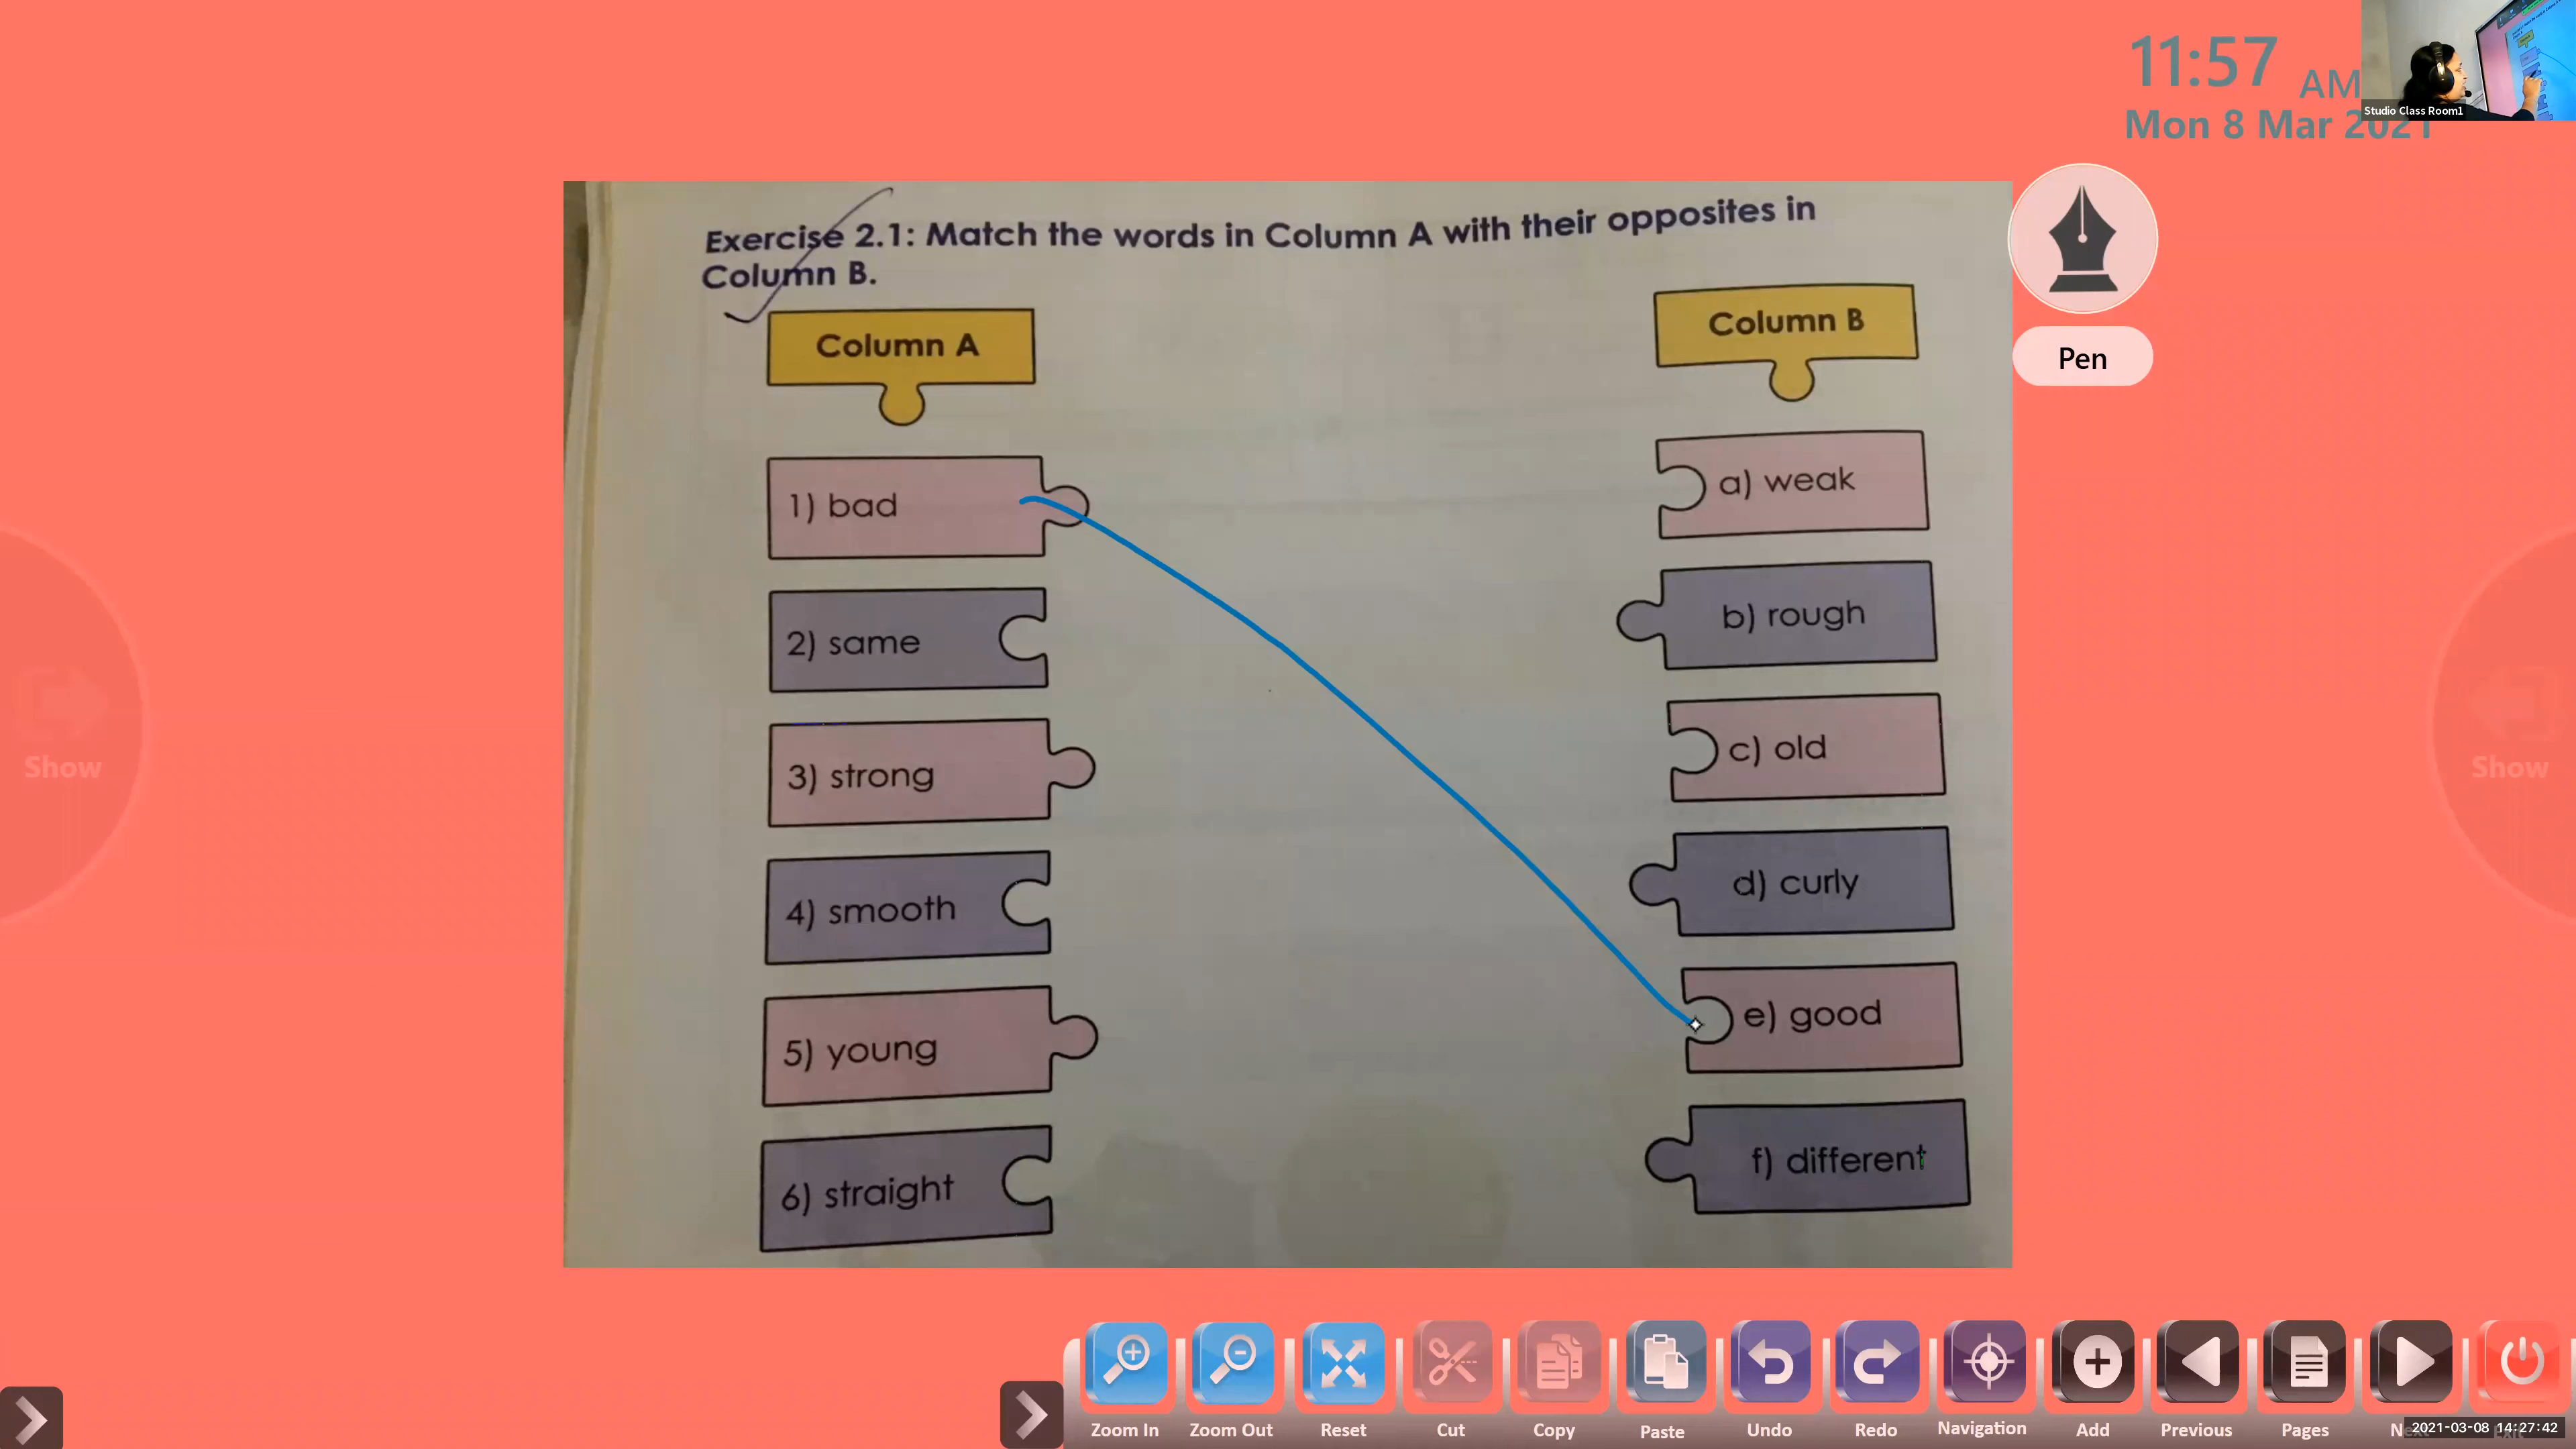 11:57 AM
Mon 8 Mar 2021
Studio Class Room1
Exercise 2.1: Match the words in Column A with their opposites in
Column B.
Pen
Column A
Column B
1) bad
a) weak
2) same
b) rough
3) strong
c) old
4) smooth
d) curly
5) young
e) good
6) straight
f) different
Show
Show
Zoom In
Zoom Out
Reset
Cut
Copy
Paste
Undo
Redo
Navigation
Add
Previous
Pages
2021-03-08 14:27:42